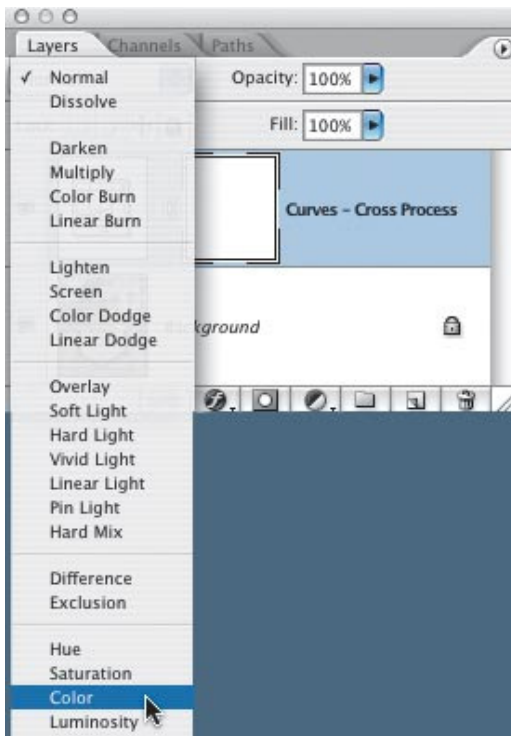 Layers Channels Paths
✓ Normal
Opacity: 100%
Dissolve
Fill: 100%
Darken
Multiply
Color Burn
Linear Burn
Curves – Cross Process
Lighten
Screen
Color Dodge
Linear Dodge
kground
Overlay
Soft Light
Hard Light
Vivid Light
Linear Light
Pin Light
Hard Mix
Difference
Exclusion
Hue
Saturation
Color
Luminosity